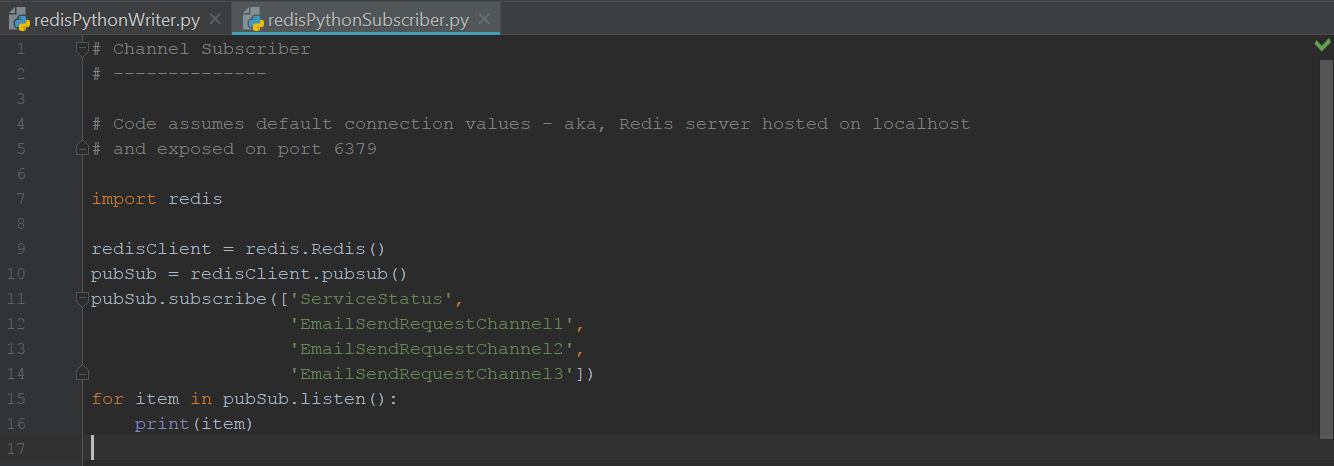 redisPythonWriter.py redisPythonSubscriber.py
1 # Channel Subscriber
2 # --------------
3
4 # Code assumes default connection values - aka, Redis server hosted on localhost
5 # and exposed on port 6379
6
7 import redis
8
9 redisClient = redis.Redis()
10 pubSub = redisClient.pubsub()
11 pubSub.subscribe(['ServiceStatus',
12                   'EmailSendRequestChannel1',
13                   'EmailSendRequestChannel2',
14                   'EmailSendRequestChannel3'])
15 for item in pubSub.listen():
16     print(item)
17